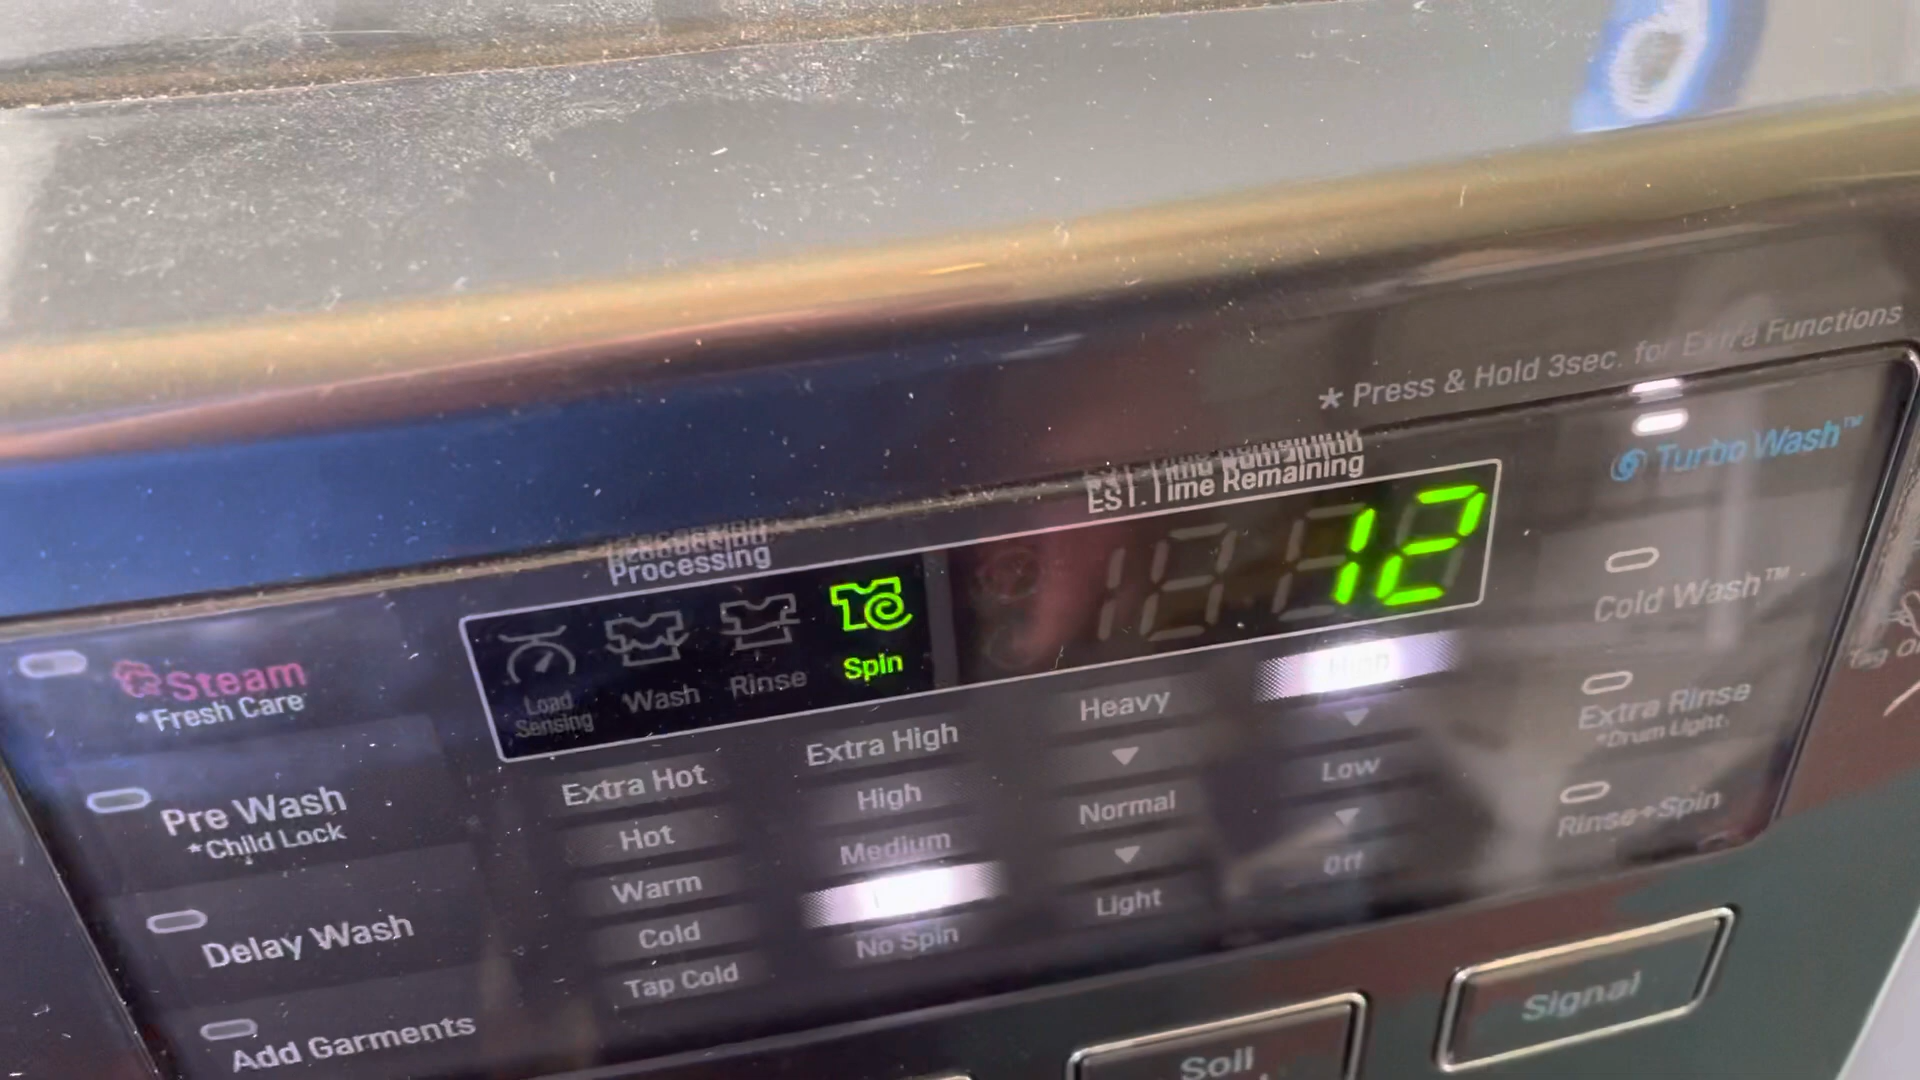 * Press & Hold 3sec. for Extra Functions
EST. Time Remaining
Turbo Wash™
Processing
12
Cold Wash™
Steam
*Fresh Care
Load
Sensing
Wash
Rinse
Spin
Heavy
High
Extra Rinse
*Drum Light
Tag On
Pre Wash
*Child Lock
Extra Hot
Extra High
Low
Hot
High
Normal
Rinse+Spin
Warm
Medium
Off
Delay Wash
Cold
Light
Tap Cold
No Spin
Add Garments
Soil
Signal